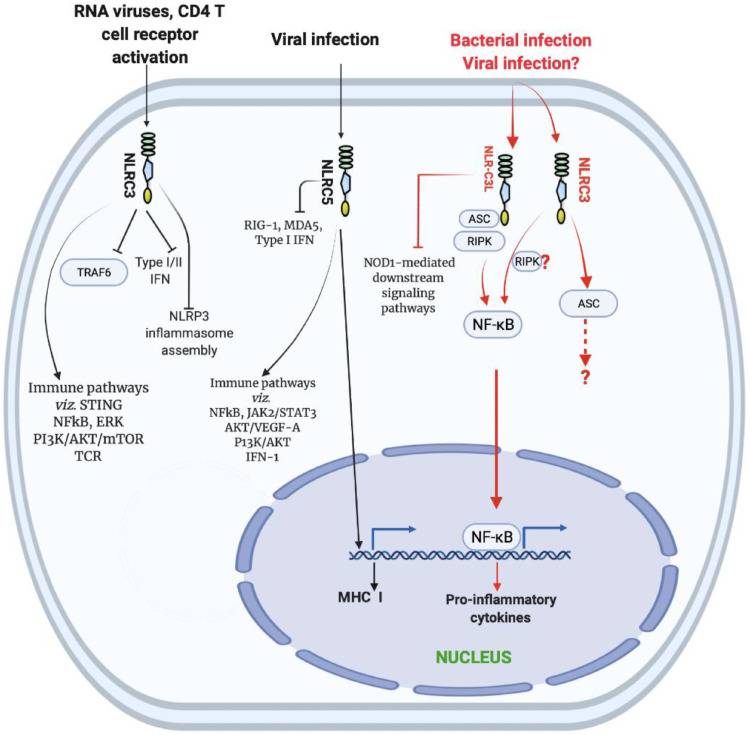 RNA viruses, CD4 T
cell receptor
activation
Viral infection
Bacterial infection
Viral infection?
NLRC3
TRAF6
Type I/II
IFN
NLRP3
inflammasome
assembly
Immune pathways
viz. STING
NFkB, ERK
PI3K/AKT/mTOR
TCR
NLRC5
RIG-1, MDA5,
Type I IFN
Immune pathways
viz.
NFkB, JAK2/STAT3
AKT/VEGF-A
P13K/AKT
IFN-1
NLR-C3L
ASC
RIPK
NOD1-mediated
downstream
signaling
pathways
NLRC3
RIPK?
ASC
?
NF-κB
NF-κB
MHC I
Pro-inflammatory
cytokines
NUCLEUS